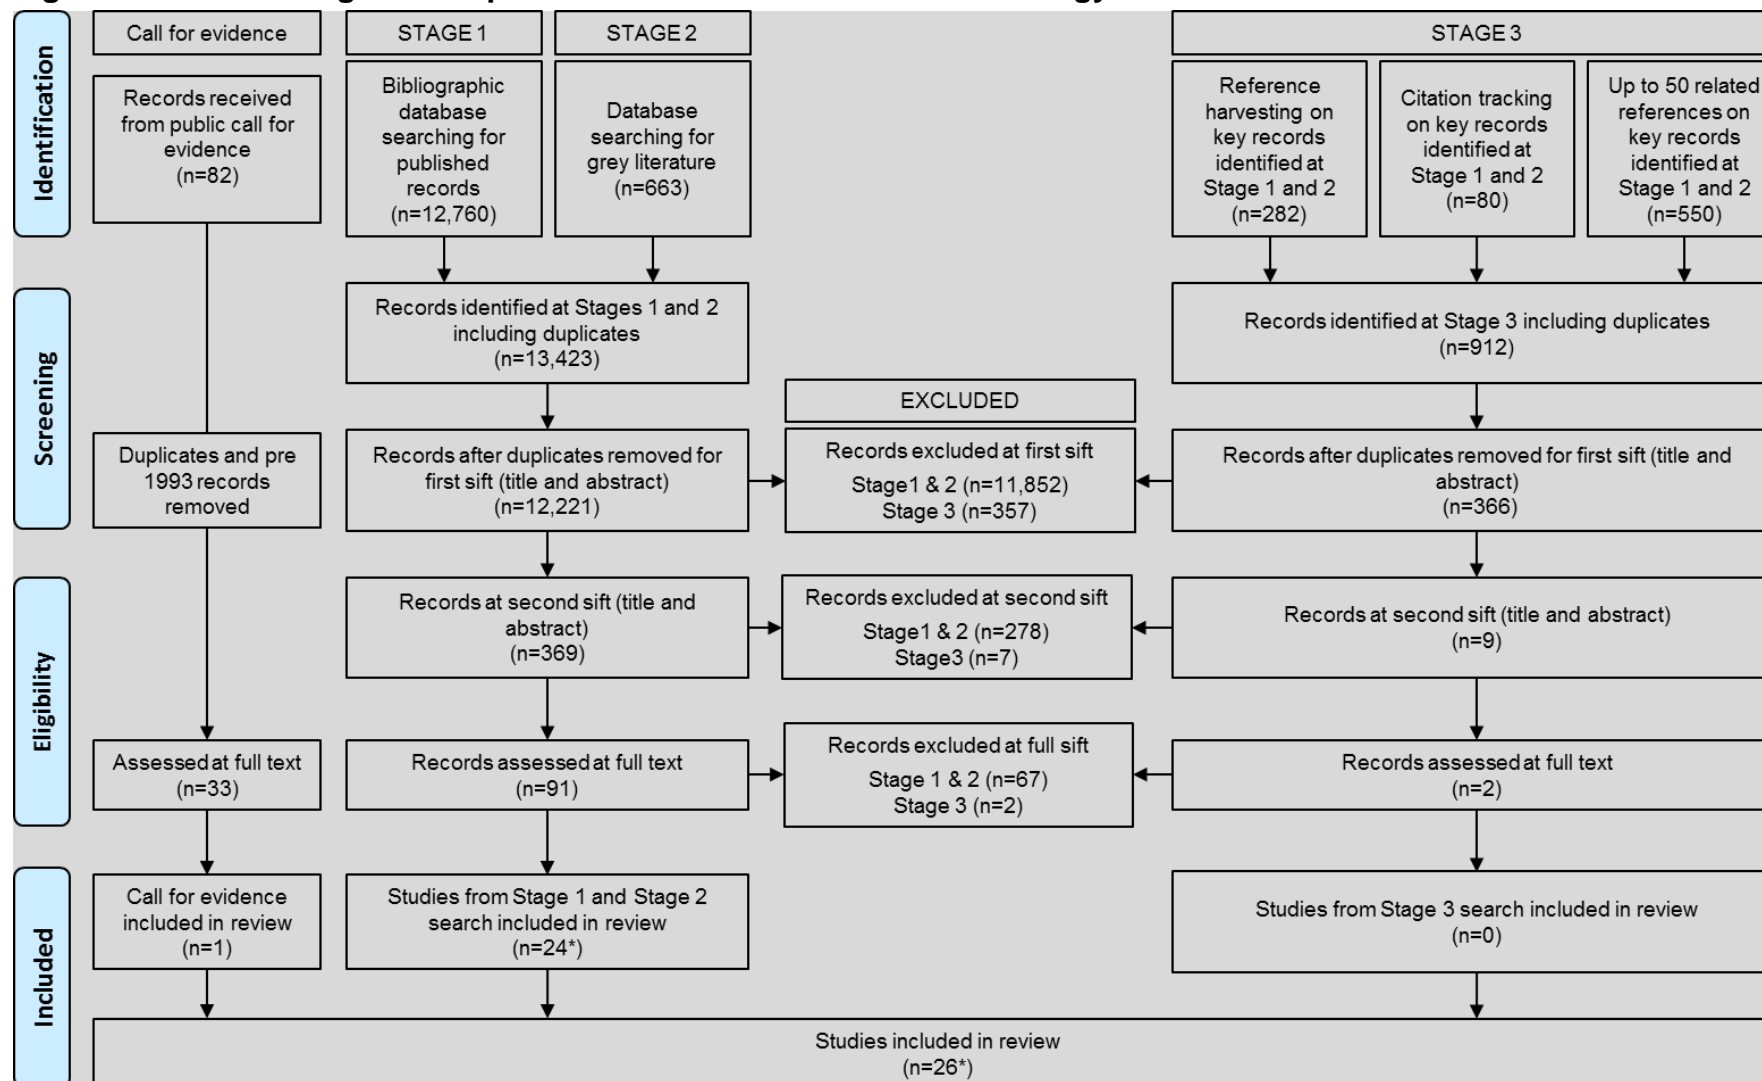 Identification
Call for evidence
Records received
from public call for
evidence
(n=82)
STAGE 1
Bibliographic
database
searching for
published
records
(n=12,760)
STAGE 2
Database
searching for
grey literature
(n=663)
STAGE 3
Reference
harvesting on
key records
identified at
Stage 1 and 2
(n=282)
Citation tracking
on key records
identified at
Stage 1 and 2
(n=80)
Up to 50 related
references on
key records
identified at
Stage 1 and 2
(n=550)
Screening
Records identified at Stages 1 and 2
including duplicates
(n=13,423)
Records identified at Stage 3 including duplicates
(n=912)
Duplicates and pre
1993 records
removed
Records after duplicates removed for
first sift (title and abstract)
(n=12,221)
EXCLUDED
Records excluded at first sift
Stage1 & 2 (n=11,852)
Stage 3 (n=357)
Records after duplicates removed for first sift (title and
abstract)
(n=366)
Eligibility
Records at second sift (title and
abstract)
(n=369)
Records excluded at second sift
Stage1 & 2 (n=278)
Stage3 (n=7)
Records at second sift (title and abstract)
(n=9)
Assessed at full text
(n=33)
Records assessed at full text
(n=91)
Records excluded at full sift
Stage 1 & 2 (n=67)
Stage 3 (n=2)
Records assessed at full text
(n=2)
Included
Call for evidence
included in review
(n=1)
Studies from Stage 1 and Stage 2
search included in review
(n=24*)
Studies from Stage 3 search included in review
(n=0)
Studies included in review
(n=26*)